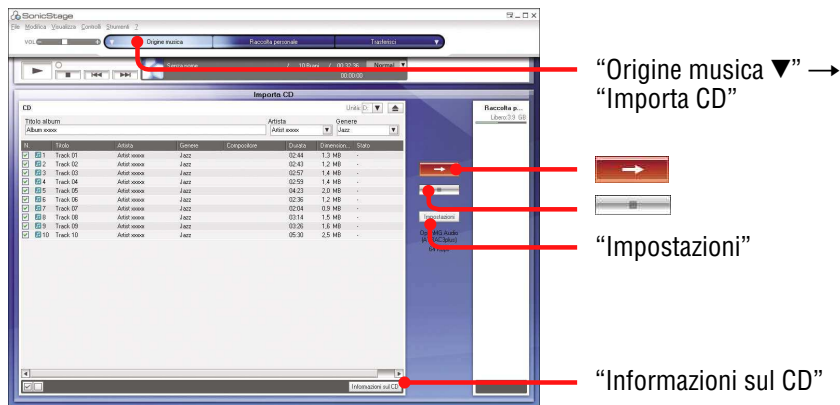 SonicStage
File Modifica Visualizza Controlli Strumenti ?
VOL
Origine musica Raccolta personale Trasferisci
Senza nome / 10 Brani / 00:32:36 Normal
00:00:00
Importa CD
CD Unità: D:
Titolo album Artista Genere
Album xxxxx Artist xxxxx Jazz
N. Titolo Artista Genere Compositore Durata Dimension... Stato
1 Track 01 Artist xxxxx Jazz 02:44 1,3 MB -
2 Track 02 Artist xxxxx Jazz 02:43 1,2 MB -
3 Track 03 Artist xxxxx Jazz 02:57 1,4 MB -
4 Track 04 Artist xxxxx Jazz 02:59 1,4 MB -
5 Track 05 Artist xxxxx Jazz 04:23 2,0 MB -
6 Track 06 Artist xxxxx Jazz 02:36 1,2 MB -
7 Track 07 Artist xxxxx Jazz 02:04 0,9 MB -
8 Track 08 Artist xxxxx Jazz 03:14 1,5 MB -
9 Track 09 Artist xxxxx Jazz 03:26 1,6 MB -
10 Track 10 Artist xxxxx Jazz 05:30 2,5 MB -
Informazioni sul CD
Impostazioni
Raccolta p...
Libero:3.9 GB
“Origine musica ▼” →
“Importa CD”
“Impostazioni”
“Informazioni sul CD”